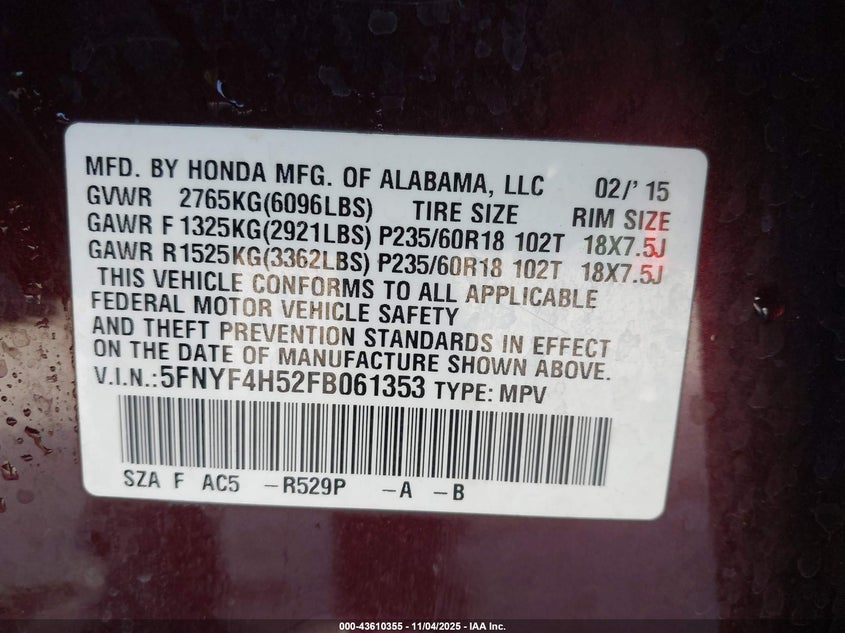 MFD. BY HONDA MFG. OF ALABAMA, LLC 02/' 15
GVWR 2765KG(6096LBS) TIRE SIZE RIM SIZE
GAWR F 1325KG(2921LBS) P235/60R18 102T 18X7.5J
GAWR R1525KG(3362LBS) P235/60R18 102T 18X7.5J
THIS VEHICLE CONFORMS TO ALL APPLICABLE
FEDERAL MOTOR VEHICLE SAFETY
AND THEFT PREVENTION STANDARDS IN EFFECT
ON THE DATE OF MANUFACTURE SHOWN ABOVE.
V.I.N.:5FNYF4H52FB061353 TYPE: MPV
SZA F AC5 -R529P -A -B
000-43610355 - 11/04/2025 - IAA Inc.